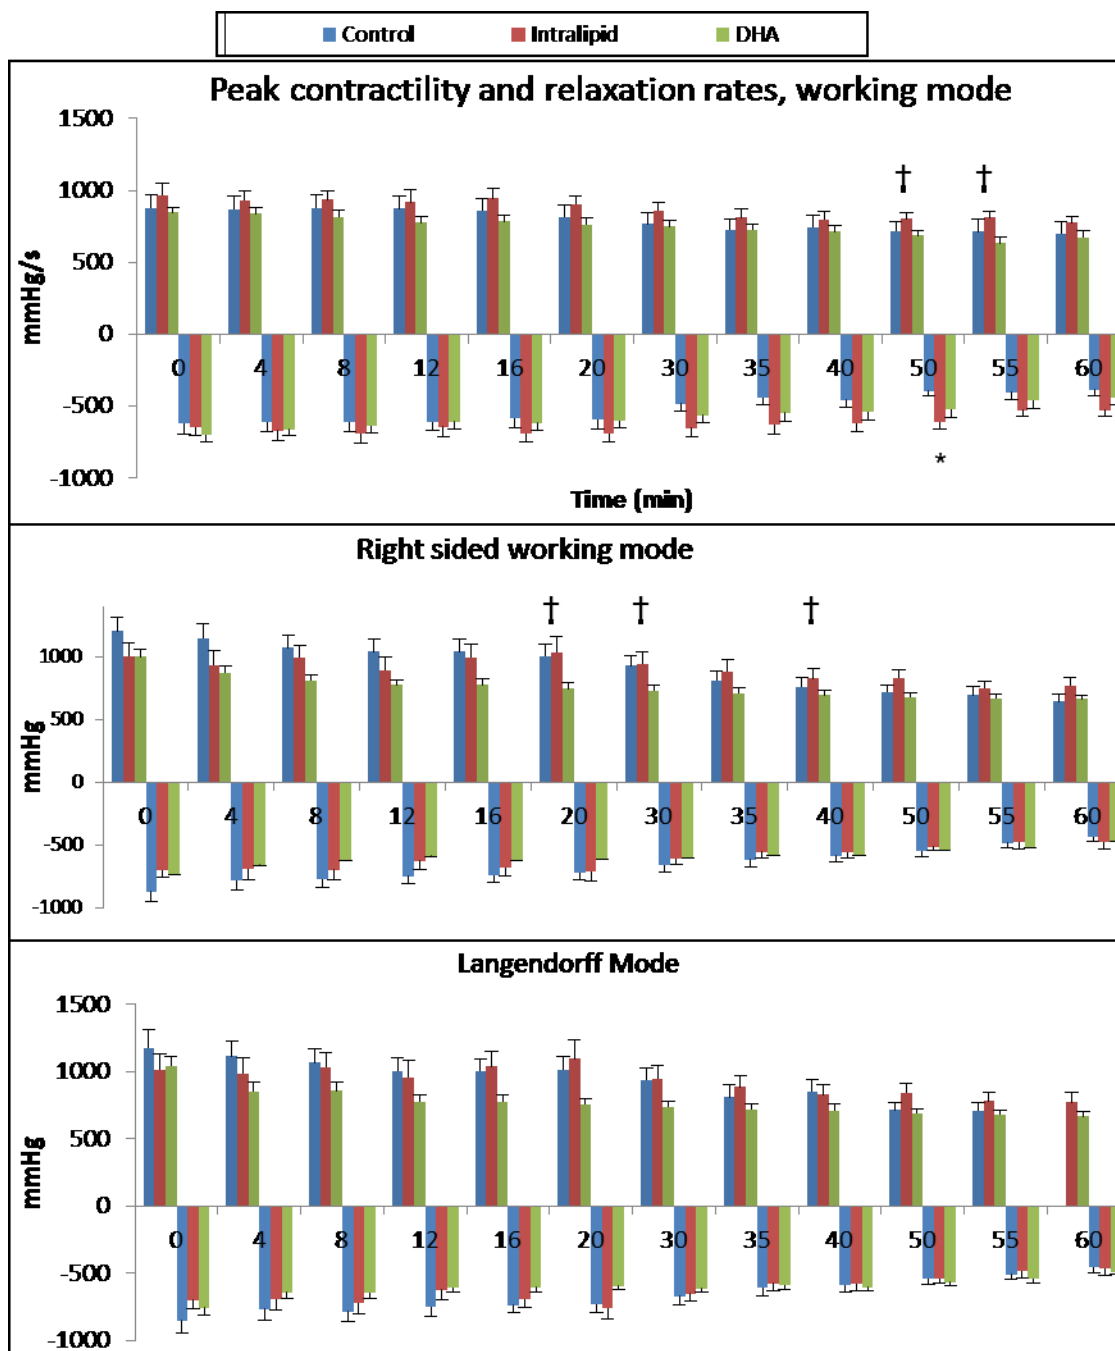 Control Intralipid DHA
Peak contractility and relaxation rates, working mode
1500
1000
500
0
-500
-1000
mmHg/s
† †
0 4 8 12 16 20 30 35 40 50 55 60
*
Time (min)
Right sided working mode
1000
500
0
-500
-1000
mmHg
† † †
0 4 8 12 16 20 30 35 40 50 55 60
Langendorff Mode
1500
1000
500
0
-500
-1000
mmHg
0 4 8 12 16 20 30 35 40 50 55 60